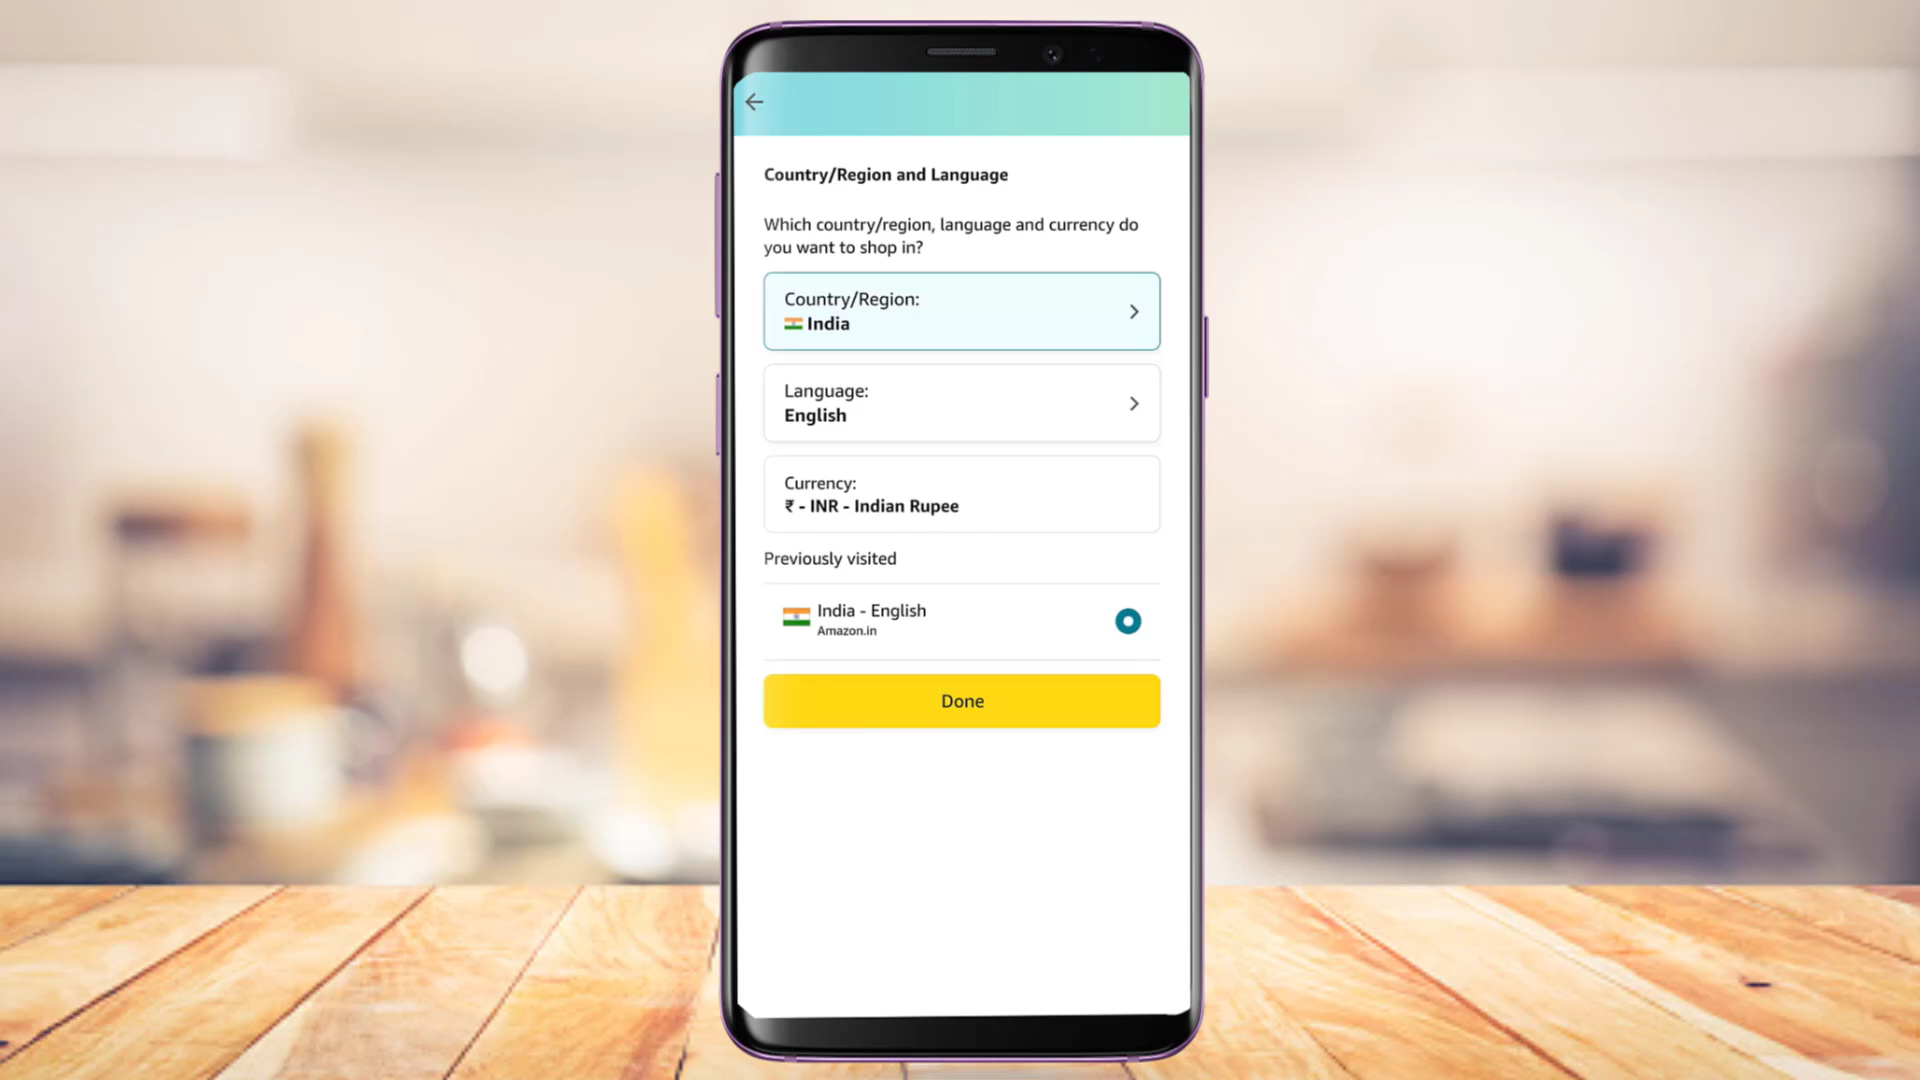 Country/Region and Language
Which country/region, language and currency do
you want to shop in?
Country/Region:
India
Language:
English
Currency:
₹ - INR - Indian Rupee
Previously visited
India - English
Amazon.in
Done